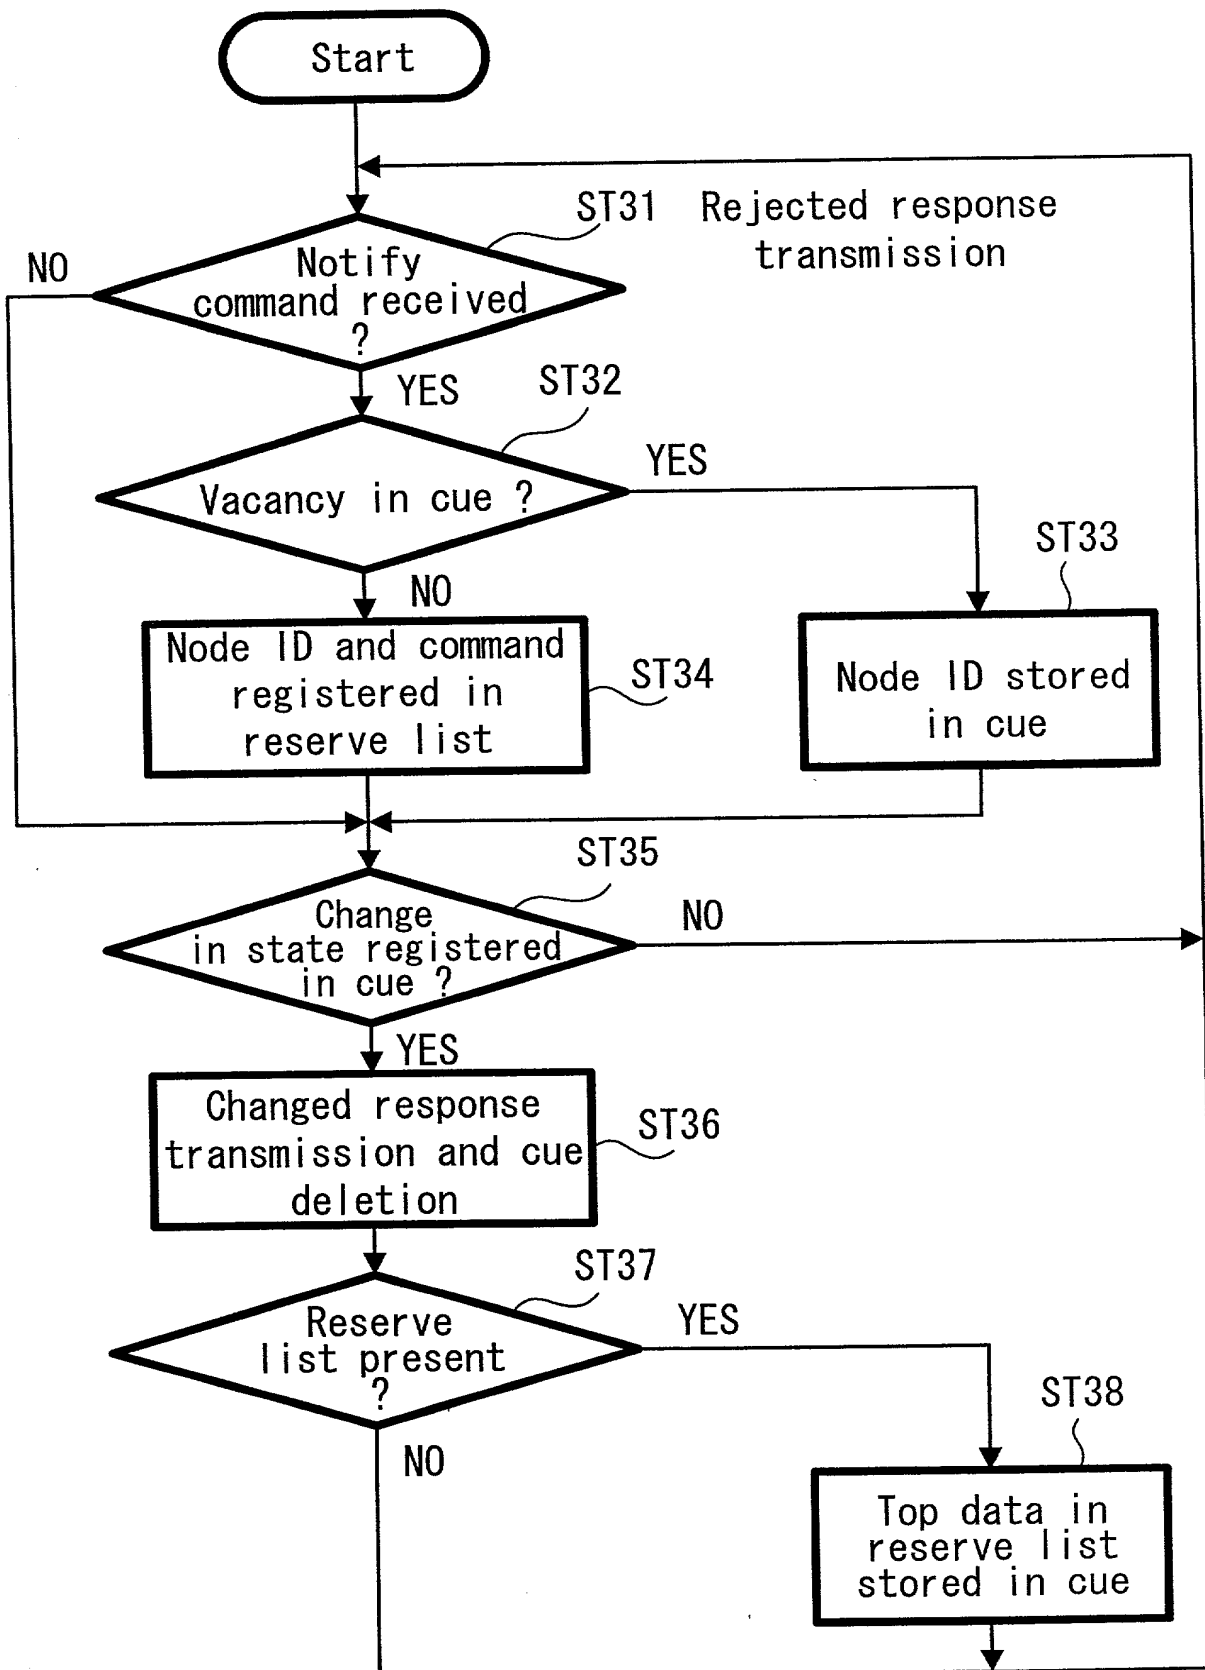 Start
ST31 Rejected response
transmission
NO
Notify
command received
?
YES
ST32
Vacancy in cue ?
YES
ST33
NO
Node ID and command
registered in
reserve list
ST34
Node ID stored
in cue
ST35
Change
in state registered
in cue ?
NO
YES
Changed response
transmission and cue
deletion
ST36
ST37
Reserve
list present
?
YES
ST38
NO
Top data in
reserve list
stored in cue